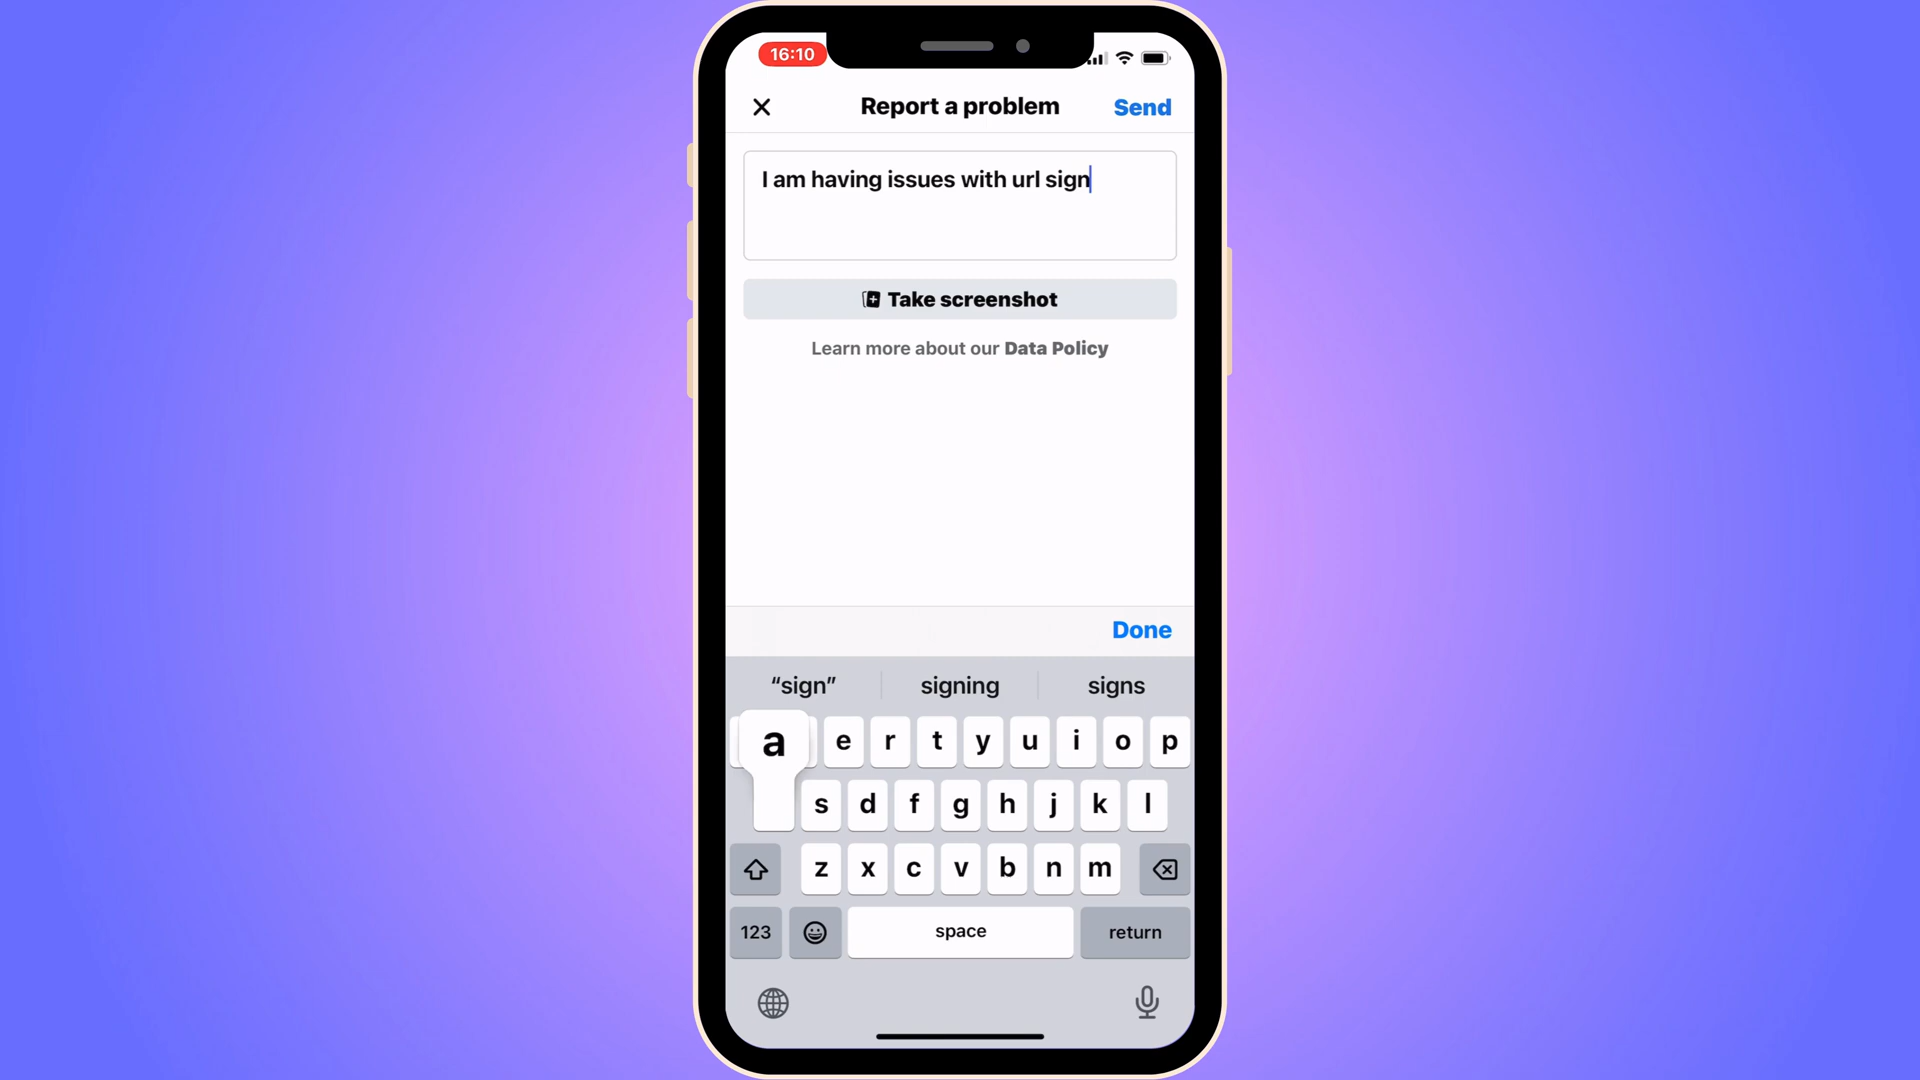 16:10
Report a problem
Send
I am having issues with url sign
Take screenshot
Learn more about our Data Policy
Done
“sign” signing signs
a e r t y u i o p
s d f g h j k l
z x c v b n m
123 space return